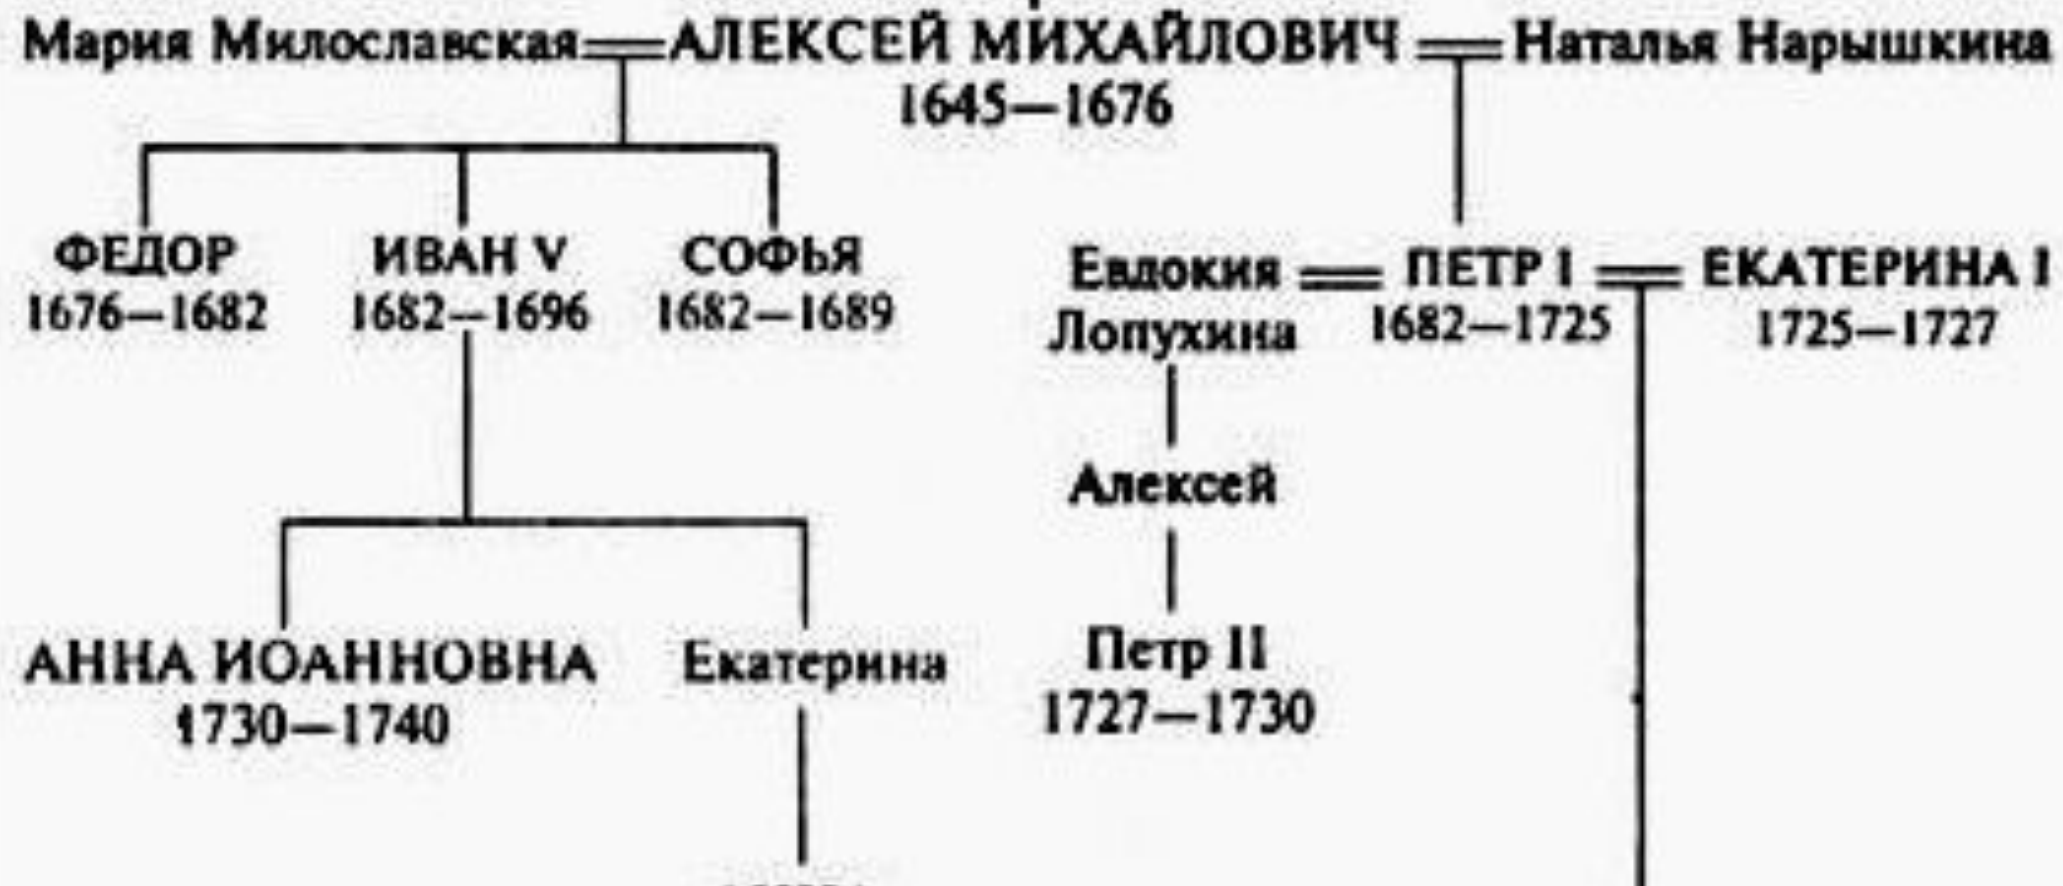 Мария Милославская
АЛЕКСЕЙ МИХАЙЛОВИЧ
Наталья Нарышкина
1645—1676
ФЕДОР
1676—1682
ИВАН V
1682—1696
СОФЬЯ
1682—1689
Евдокия
Лопухина
ПЕТР I
1682—1725
ЕКАТЕРИНА I
1725—1727
Алексей
АННА ИОАННОВНА
1730—1740
Екатерина
Петр II
1727—1730